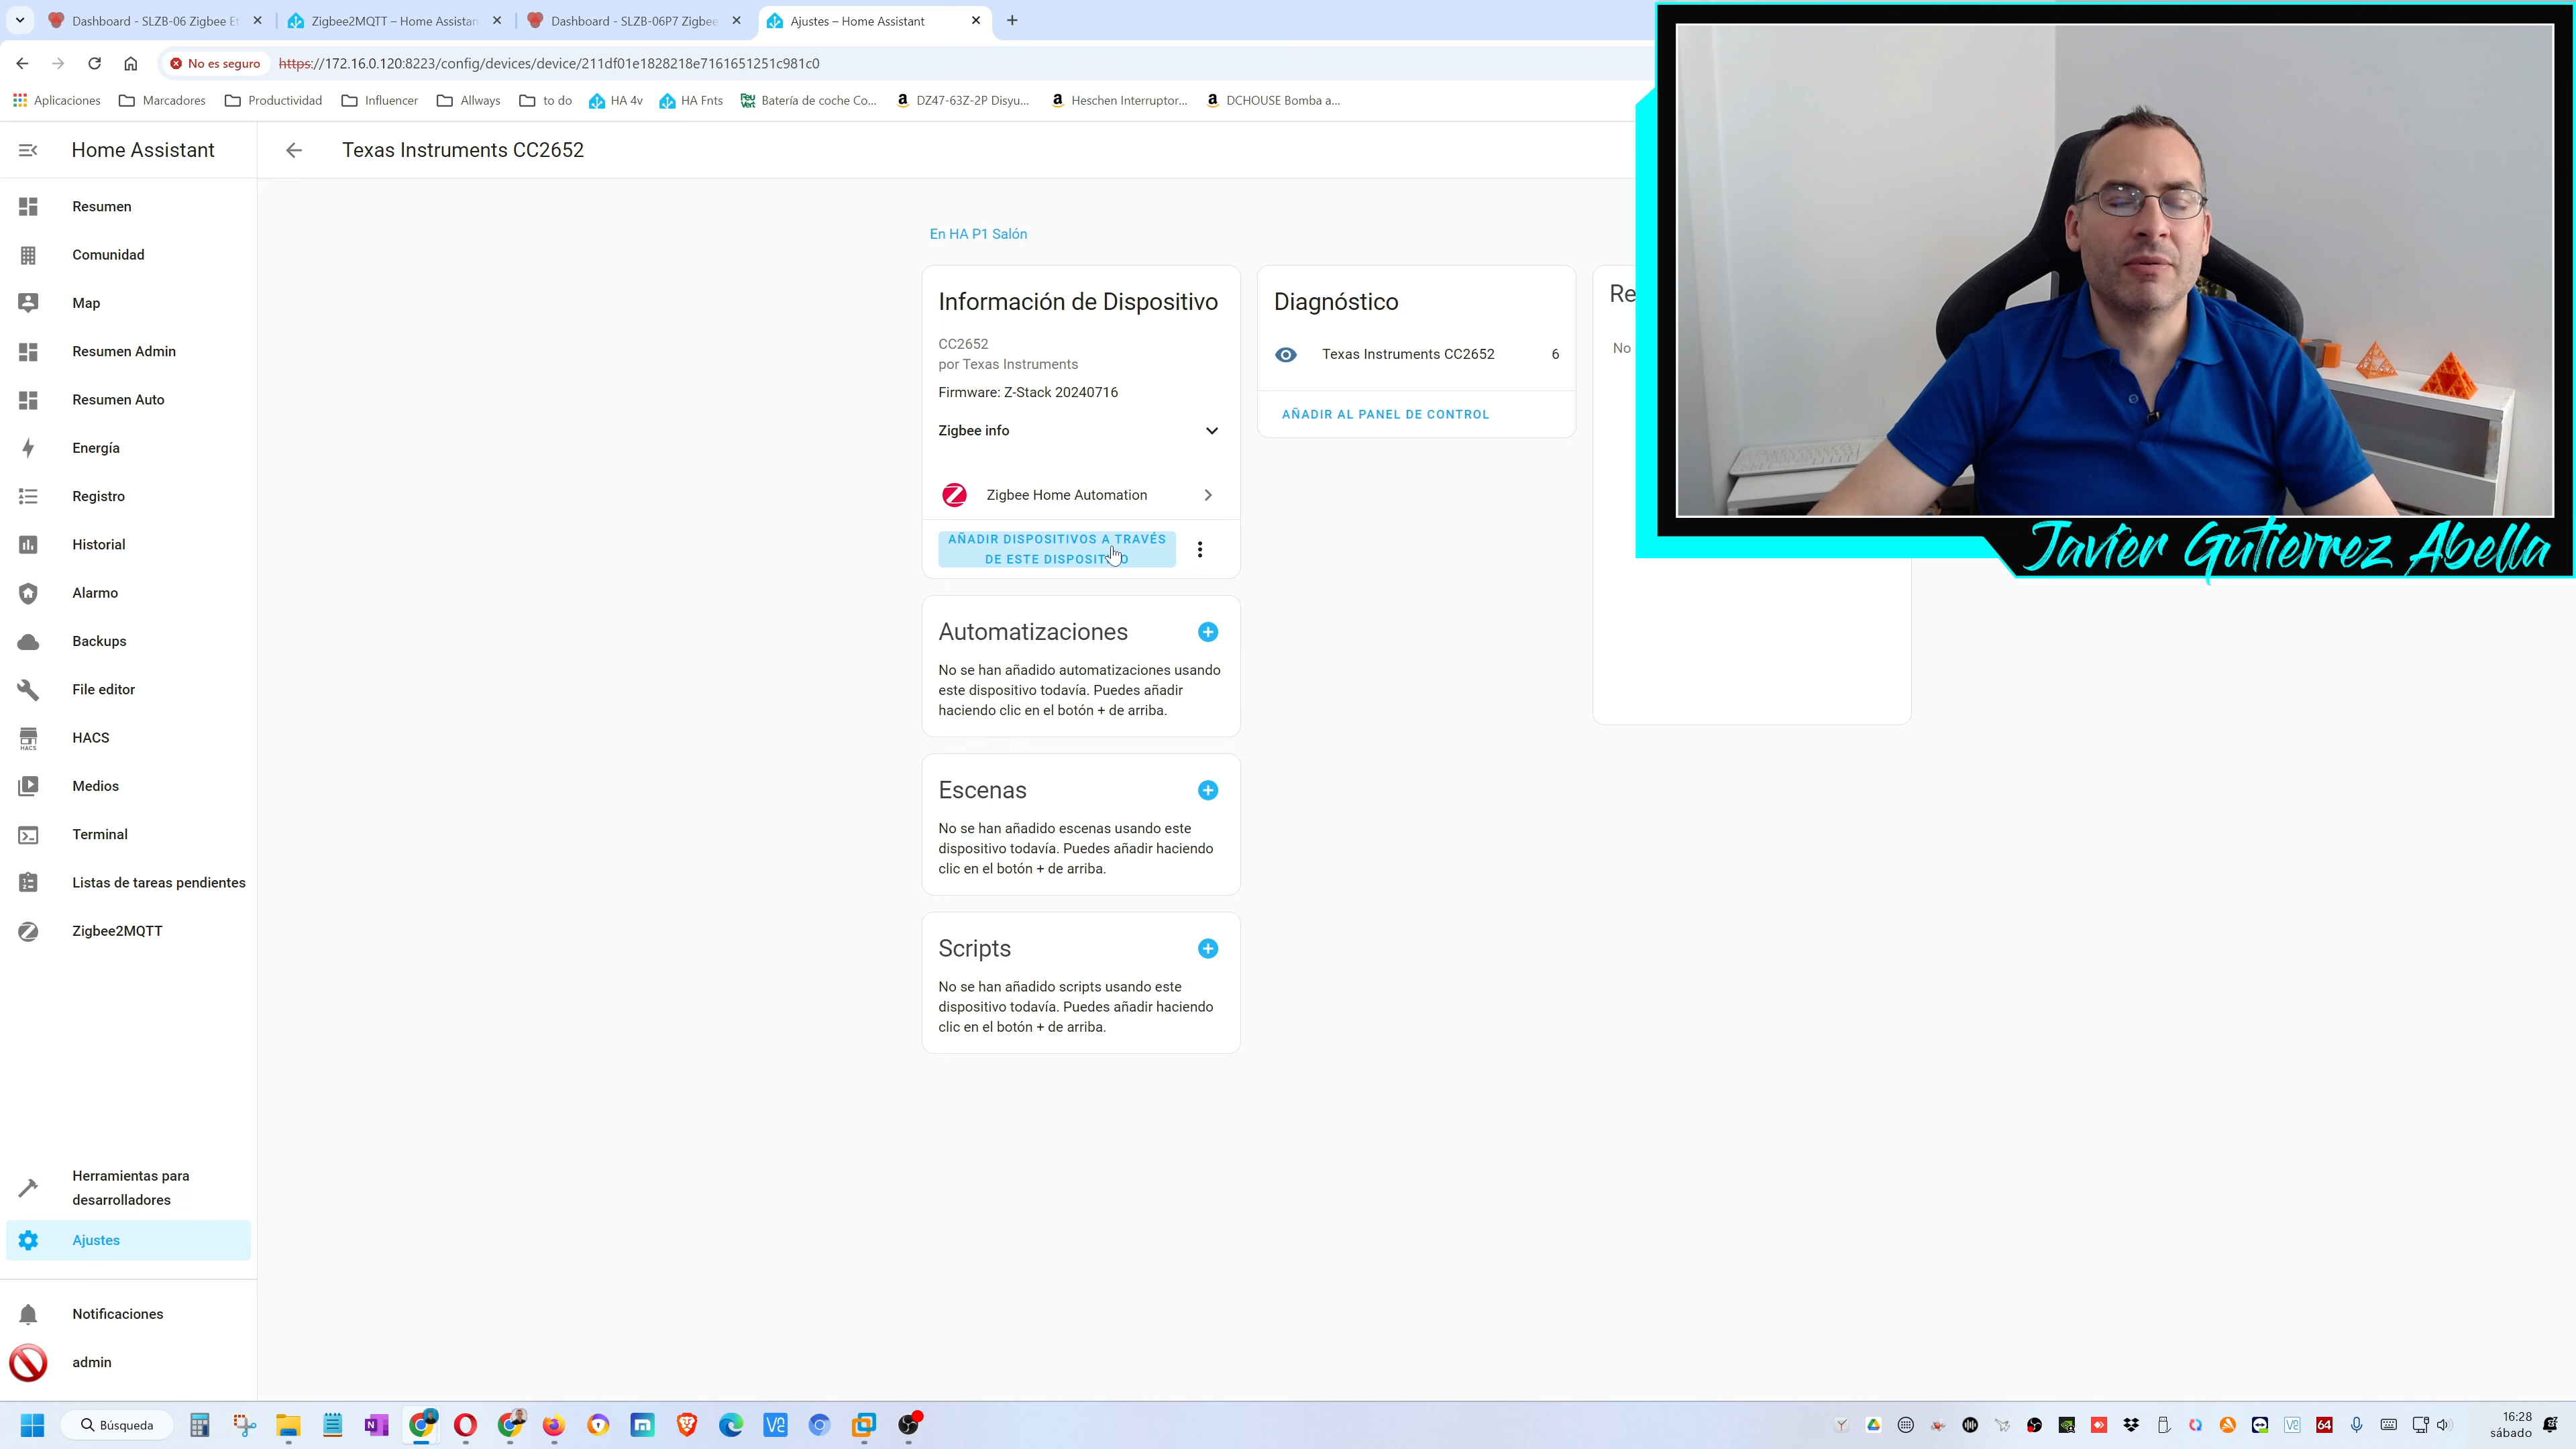 Dashboard - SLZB-06 Zigbee Et
Zigbee2MQTT – Home Assistan
Dashboard - SLZB-06P7 Zigbee
Ajustes – Home Assistant
No es seguro
https://172.16.0.120:8223/config/devices/device/211df01e1828218e7161651251c981c0
Aplicaciones
Marcadores
Productividad
Influencer
Allways
to do
HA 4v
HA Fnts
Feu Vert
Batería de coche Co...
DZ47-63Z-2P Disyu...
Heschen Interruptor...
DCHOUSE Bomba a...
Home Assistant
Texas Instruments CC2652
Resumen
Comunidad
Map
Resumen Admin
Resumen Auto
Energía
Registro
Historial
Alarmo
Backups
File editor
HACS
HACS
Medios
Terminal
Listas de tareas pendientes
Zigbee2MQTT
Herramientas para
desarrolladores
Ajustes
Notificaciones
admin
En HA P1 Salón
Información de Dispositivo
CC2652
por Texas Instruments
Firmware: Z-Stack 20240716
Zigbee info
Zigbee Home Automation
AÑADIR DISPOSITIVOS A TRAVÉS
DE ESTE DISPOSITIVO
Automatizaciones
No se han añadido automatizaciones usando
este dispositivo todavía. Puedes añadir
haciendo clic en el botón + de arriba.
Escenas
No se han añadido escenas usando este
dispositivo todavía. Puedes añadir haciendo
clic en el botón + de arriba.
Scripts
No se han añadido scripts usando este
dispositivo todavía. Puedes añadir haciendo
clic en el botón + de arriba.
Diagnóstico
Texas Instruments CC2652 6
AÑADIR AL PANEL DE CONTROL
Re
No
Javier Gutierrez Abella
Búsqueda
64
16:28
sábado